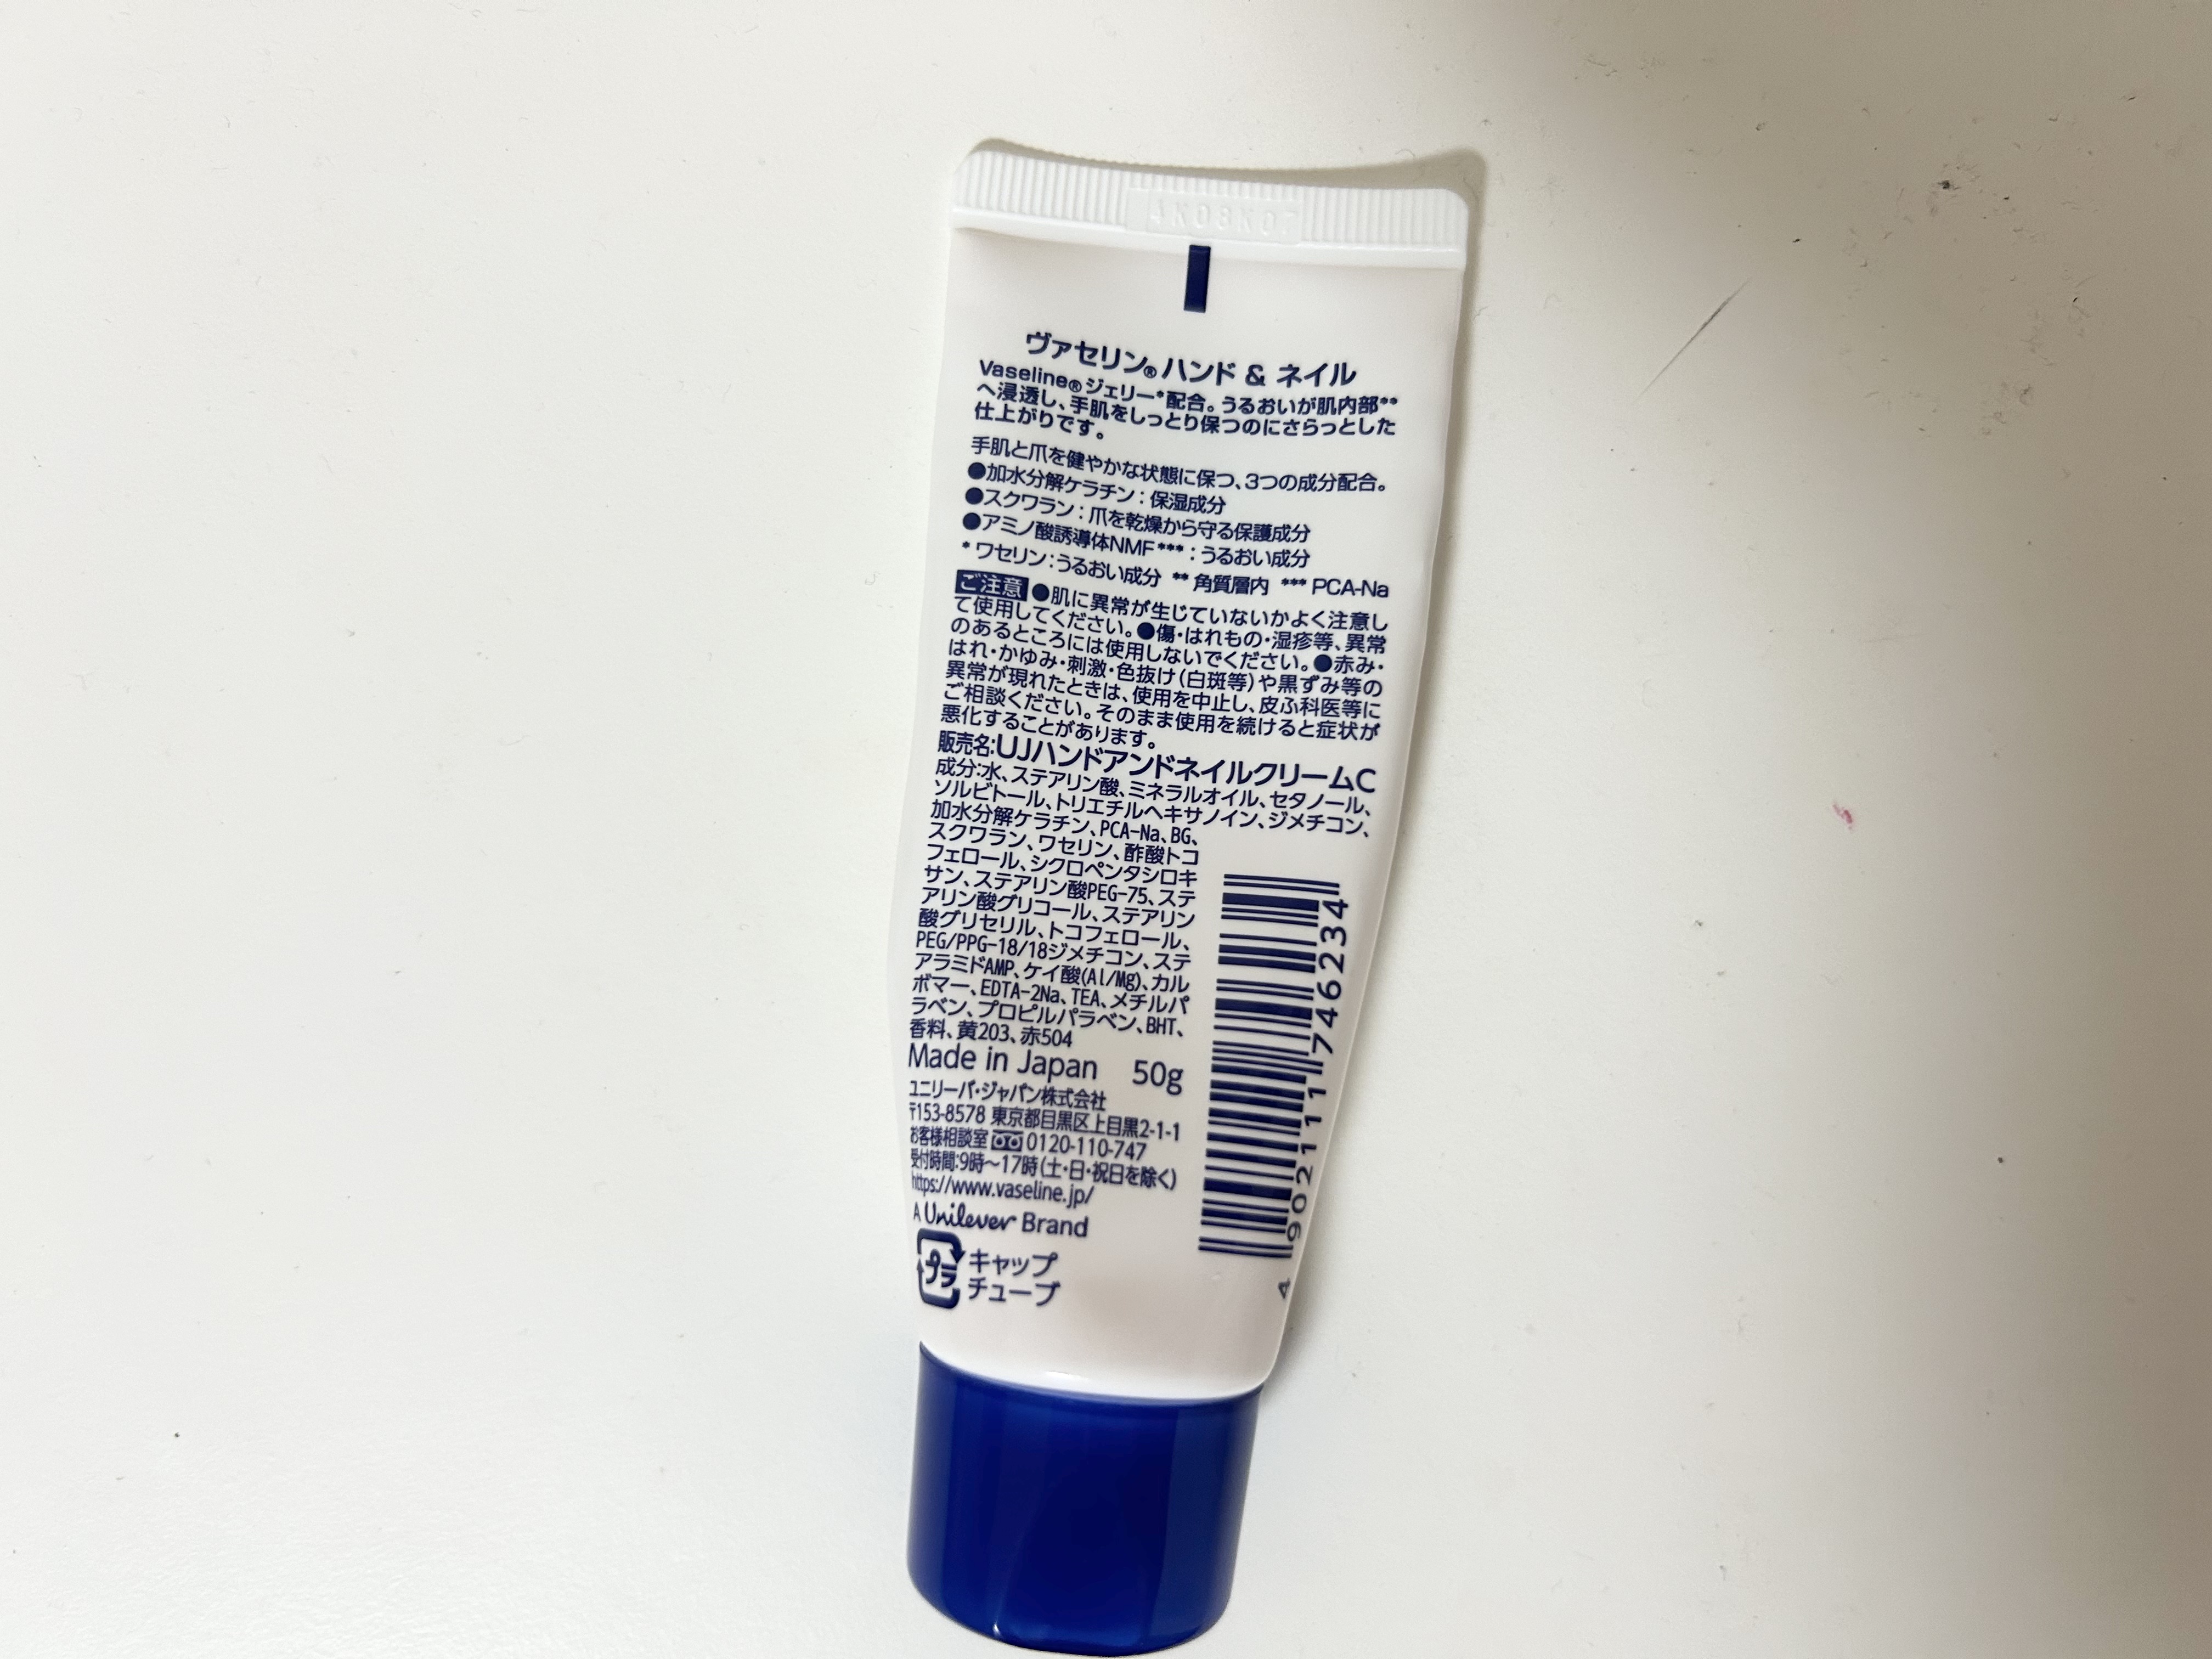 4K08K07
ヴァセリン® ハンド & ネイル
Vaseline®ジェリー*配合。うるおいが肌内部**
へ浸透し、手肌をしっとり保つのにさらっとした
仕上がりです。
手肌と爪を健やかな状態に保つ、3つの成分配合。
●加水分解ケラチン：保湿成分
●スクワラン：爪を乾燥から守る保護成分
●アミノ酸誘導体NMF***：うるおい成分
* ワセリン：うるおい成分 ** 角質層内 *** PCA-Na
ご注意 ●肌に異常が生じていないかよく注意し
て使用してください。●傷・はれもの・湿疹等、異常
のあるところには使用しないでください。●赤み・
はれ・かゆみ・刺激・色抜け(白斑等)や黒ずみ等の
異常が現れたときは、使用を中止し、皮ふ科医等に
ご相談ください。そのまま使用を続けると症状が
悪化することがあります。
販売名:UJハンドアンドネイルクリームC
成分:水、ステアリン酸、ミネラルオイル、セタノール、
ソルビトール、トリエチルヘキサノイン、ジメチコン、
加水分解ケラチン、PCA-Na、BG、
スクワラン、ワセリン、酢酸トコ
フェロール、シクロペンタシロキ
サン、ステアリン酸PEG-75、ステ
アリン酸グリコール、ステアリン
酸グリセリル、トコフェロール、
PEG/PPG-18/18ジメチコン、ステ
アラミドAMP、ケイ酸(Al/Mg)、カル
ボマー、EDTA-2Na、TEA、メチルパ
ラベン、プロピルパラベン、BHT、
香料、黄203、赤504
Made in Japan 50g
ユニリーバ・ジャパン株式会社
〒153-8578 東京都目黒区上目黒2-1-1
お客様相談室 0120-110-747
受付時間:9時～17時(土・日・祝日を除く)
https://www.vaseline.jp/
A Unilever Brand
プラ キャップ
チューブ
4 902111 746234